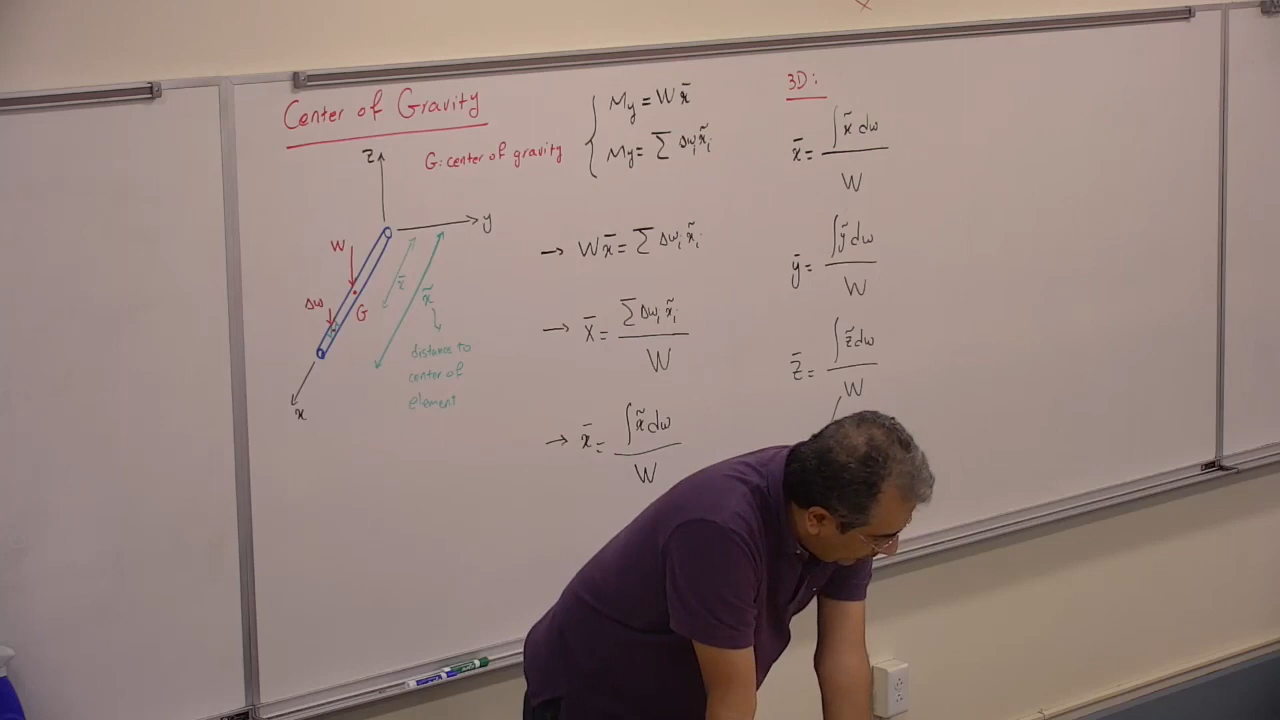 Center of Gravity
G: center of gravity
z
y
W
Δw
G
x̄
x̃
distance to
center of
element
x
My = W x̄
My = ∑ Δwᵢ x̃ᵢ
→ W x̄ = ∑ Δwᵢ x̃ᵢ
→ x̄ = ∑ Δwᵢ x̃ᵢ / W
→ x̄ = ∫ x̃ dw / W
3D:
x̄ = ∫ x̃ dw / W
ȳ = ∫ ỹ dw / W
z̄ = ∫ z̃ dw / W